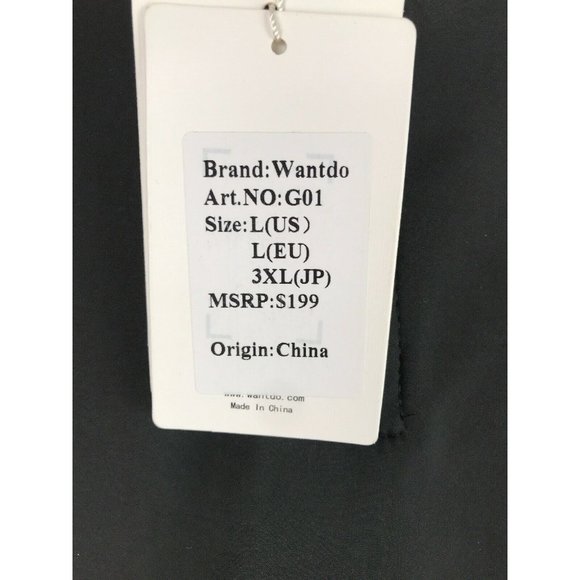 Brand:Wantdo
Art.NO:G01
Size:L(US）
L(EU)
3XL(JP)
MSRP:$199
Origin:China
www.wantdo.com
Made In China